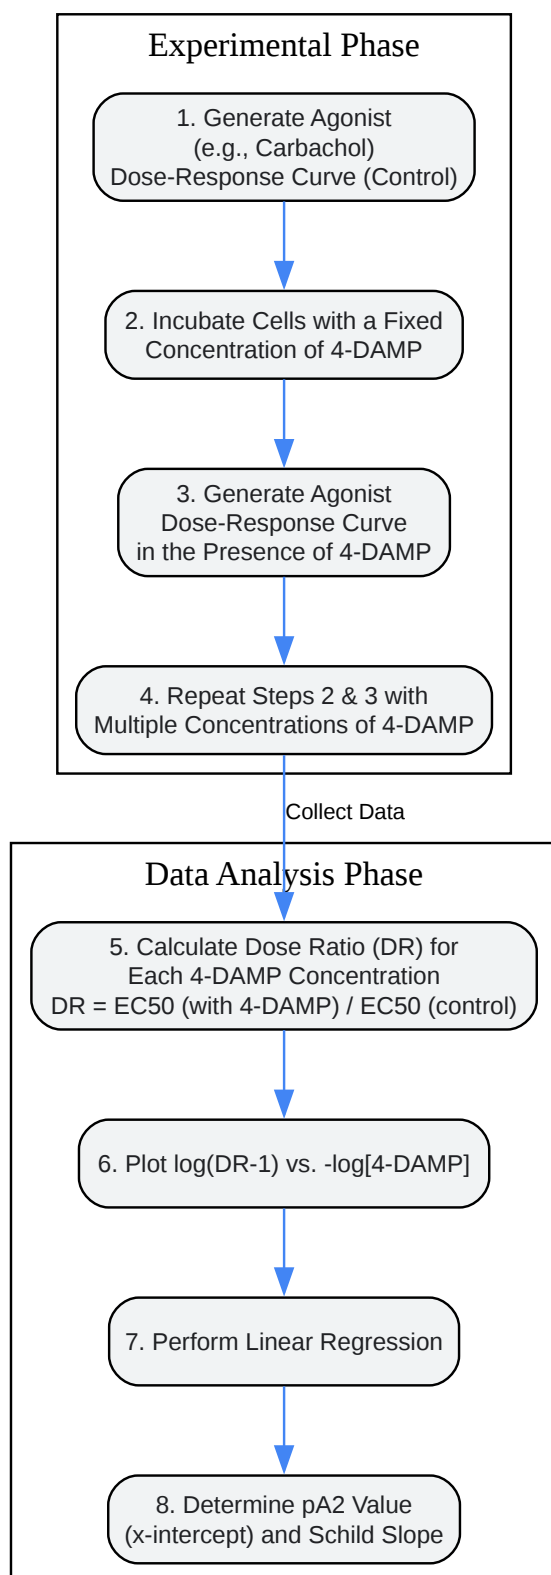 Experimental Phase
1. Generate Agonist
(e.g., Carbachol)
Dose-Response Curve (Control)
2. Incubate Cells with a Fixed
Concentration of 4-DAMP
3. Generate Agonist
Dose-Response Curve
in the Presence of 4-DAMP
4. Repeat Steps 2 & 3 with
Multiple Concentrations of 4-DAMP
Collect Data
Data Analysis Phase
5. Calculate Dose Ratio (DR) for
Each 4-DAMP Concentration
DR = EC50 (with 4-DAMP) / EC50 (control)
6. Plot log(DR-1) vs. -log[4-DAMP]
7. Perform Linear Regression
8. Determine pA2 Value
(x-intercept) and Schild Slope